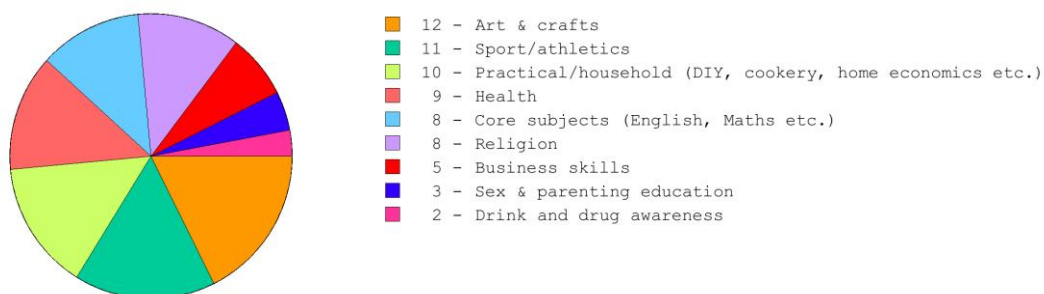 12 - Art & crafts
11 - Sport/athletics
10 - Practical/household (DIY, cookery, home economics etc.)
9 - Health
8 - Core subjects (English, Maths etc.)
8 - Religion
5 - Business skills
3 - Sex & parenting education
2 - Drink and drug awareness